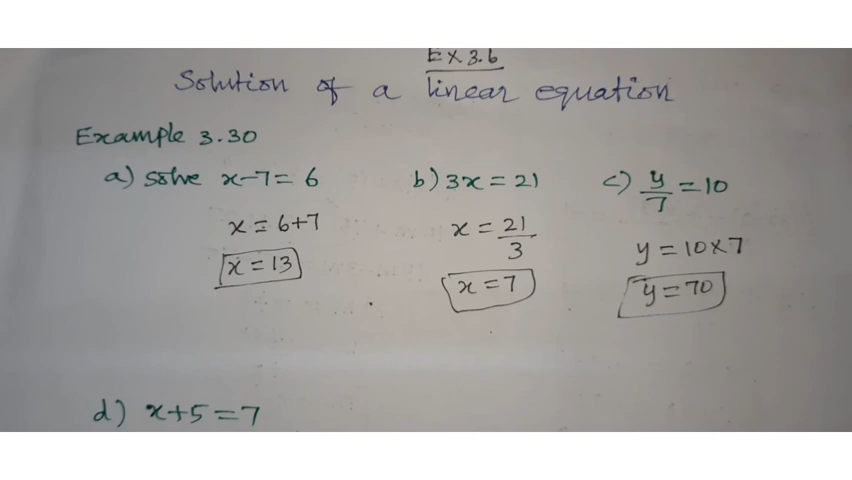 Ex 3.6
Solution of a linear equation
Example 3.30
a) solve x-7= 6
x = 6+7
x = 13
b) 3x = 21
x = 21/3
x = 7
c) y/7 = 10
y = 10×7
y = 70
d) x+5=7